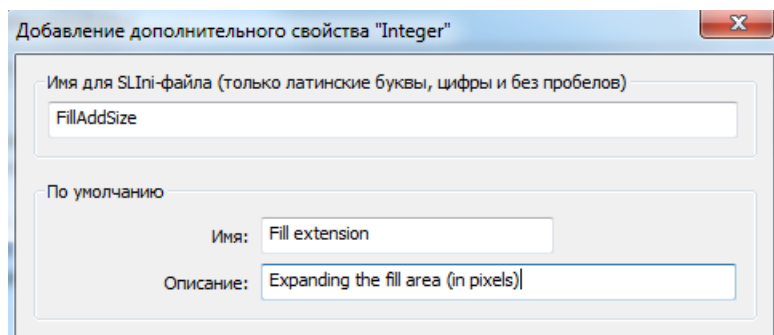 Добавление дополнительного свойства "Integer"
Имя для SLIni-файла (только латинские буквы, цифры и без пробелов)
FillAddSize
По умолчанию
Имя: Fill extension
Описание: Expanding the fill area (in pixels)